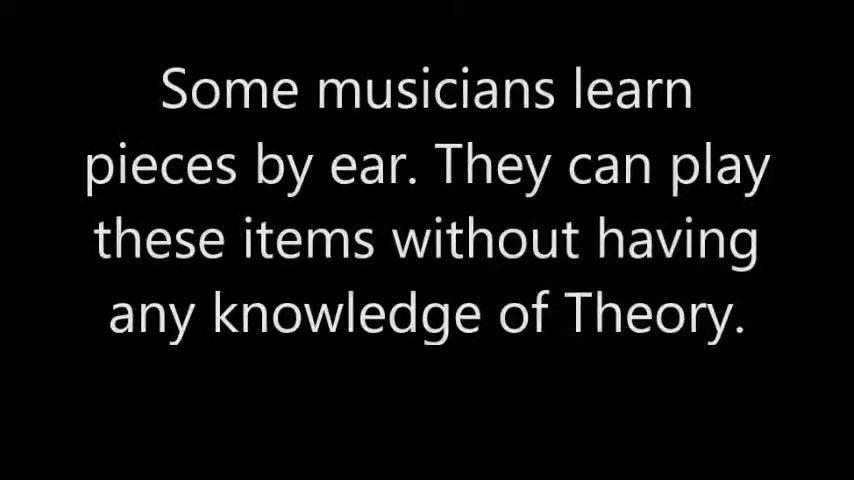 Some musicians learn
pieces by ear. They can play
these items without having
any knowledge of Theory.